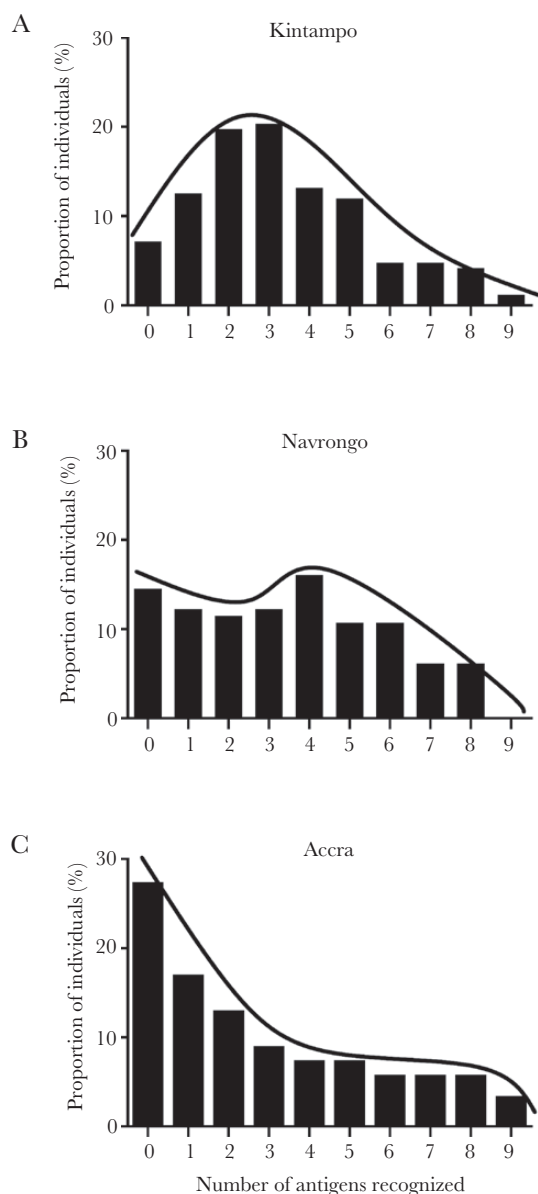 A
Kintampo
Proportion of individuals (%)
30
20
10
0
0 1 2 3 4 5 6 7 8 9
B
Navrongo
Proportion of individuals (%)
30
20
10
0
0 1 2 3 4 5 6 7 8 9
C
Accra
Proportion of individuals (%)
30
20
10
0
0 1 2 3 4 5 6 7 8 9
Number of antigens recognized